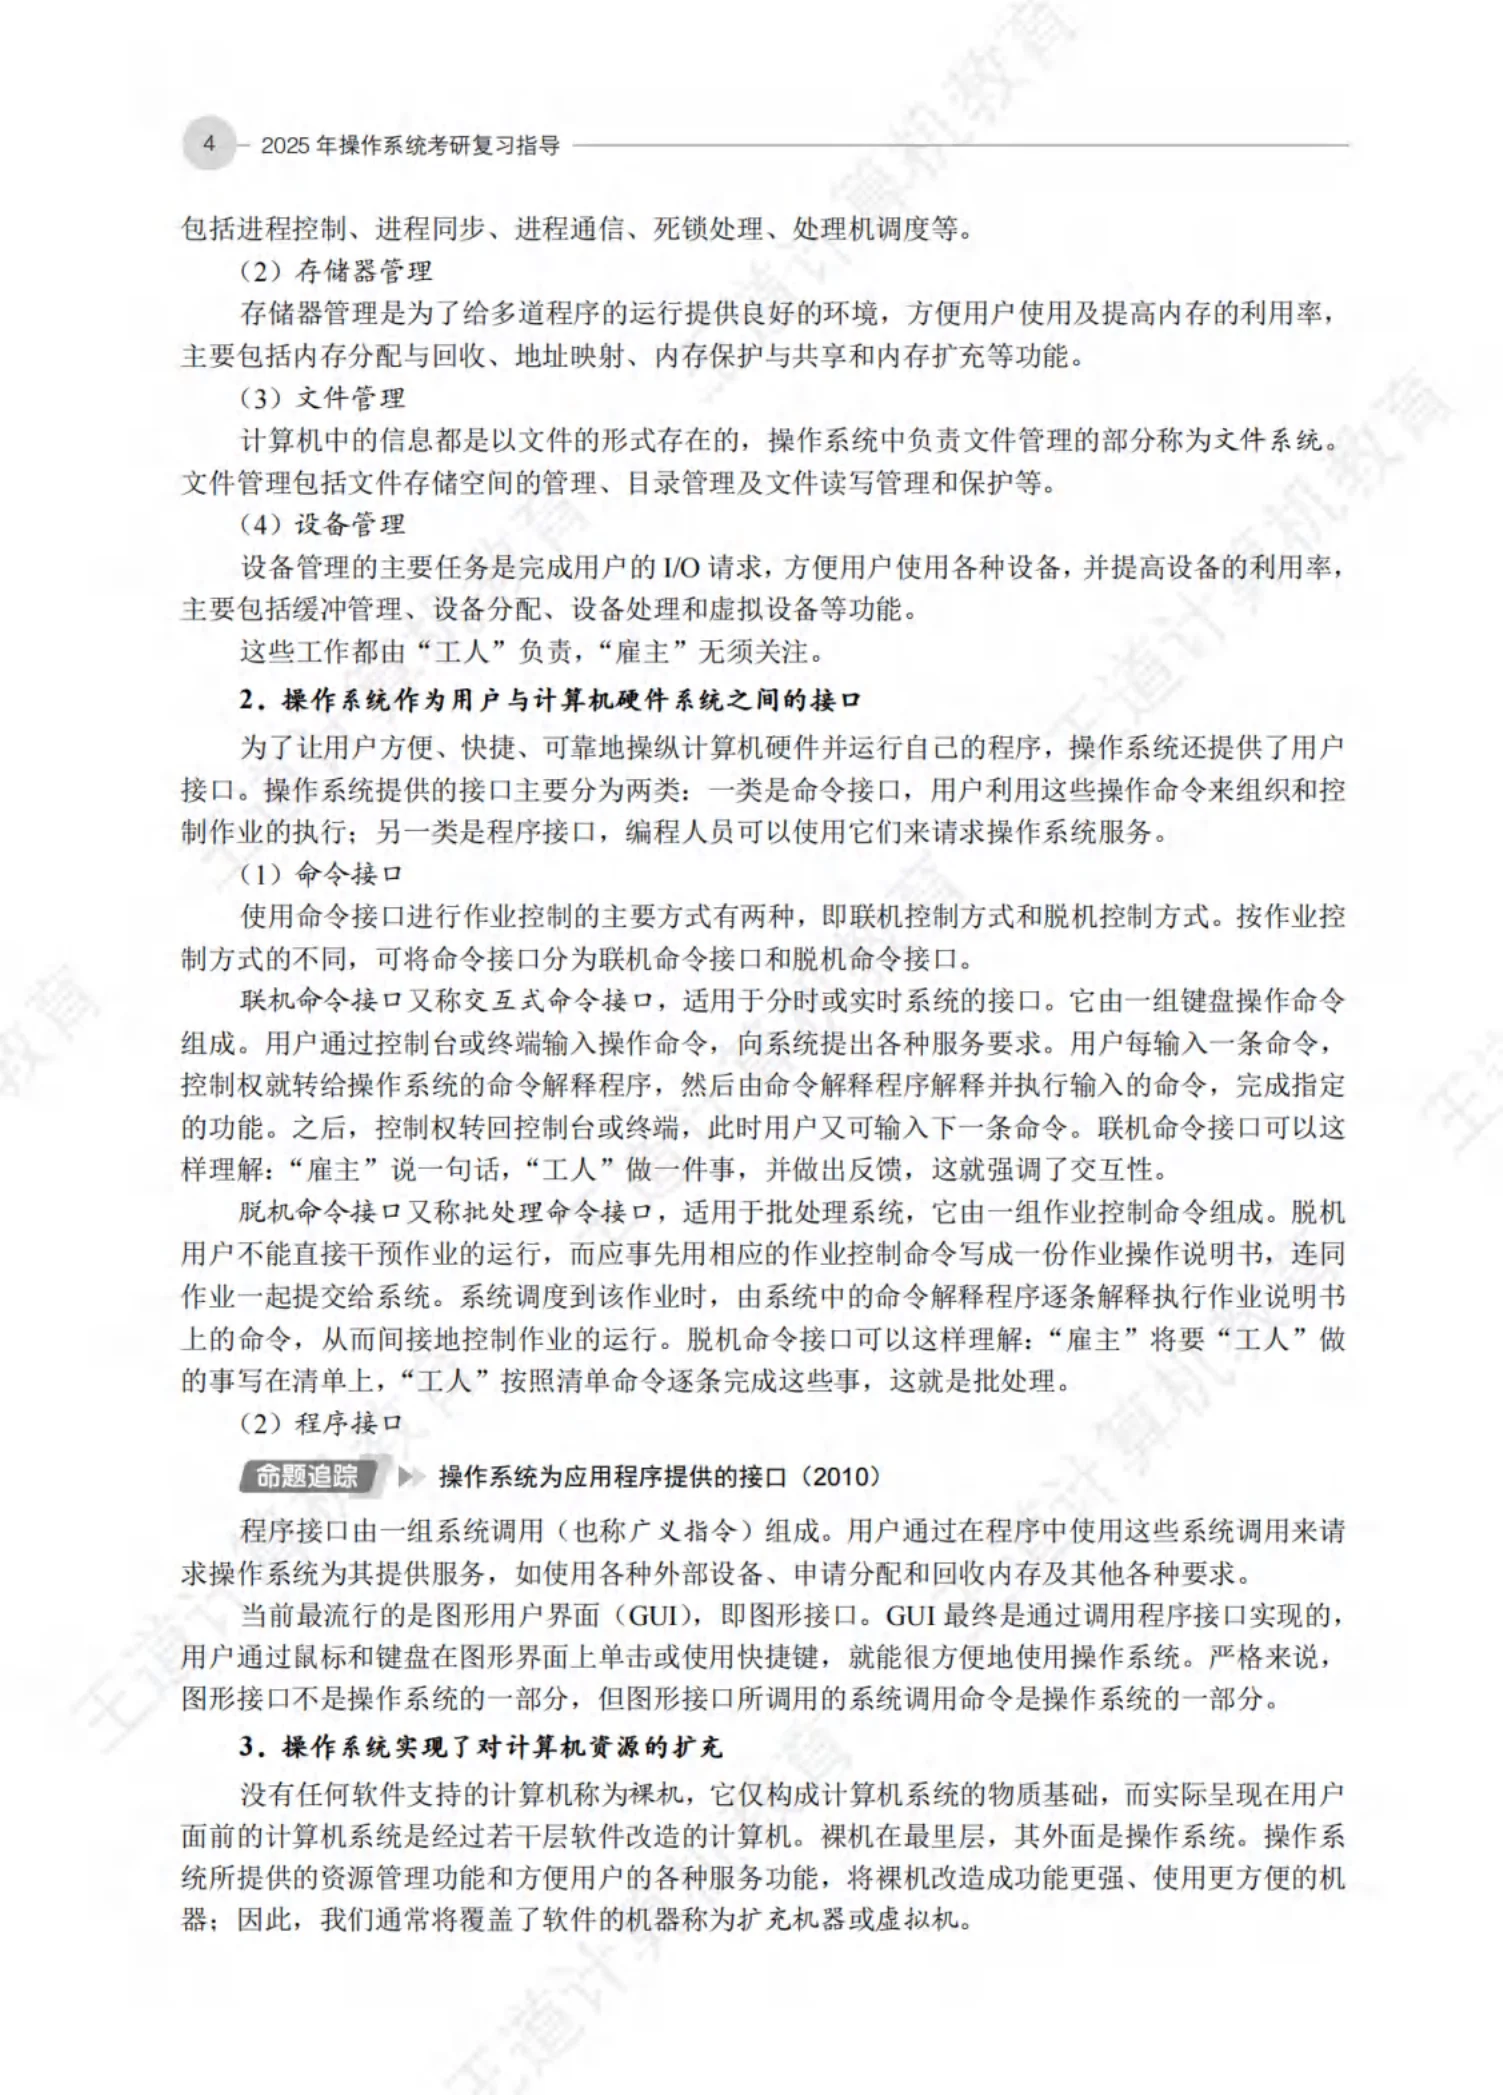 4 2025 年操作系统考研复习指导
包括进程控制、进程同步、进程通信、死锁处理、处理机调度等。
（2）存储器管理
存储器管理是为了给多道程序的运行提供良好的环境，方便用户使用及提高内存的利用率，
主要包括内存分配与回收、地址映射、内存保护与共享和内存扩充等功能。
（3）文件管理
计算机中的信息都是以文件的形式存在的，操作系统中负责文件管理的部分称为文件系统。
文件管理包括文件存储空间的管理、目录管理及文件读写管理和保护等。
（4）设备管理
设备管理的主要任务是完成用户的 I/O 请求，方便用户使用各种设备，并提高设备的利用率，
主要包括缓冲管理、设备分配、设备处理和虚拟设备等功能。
这些工作都由“工人”负责，“雇主”无须关注。
2．操作系统作为用户与计算机硬件系统之间的接口
为了让用户方便、快捷、可靠地操纵计算机硬件并运行自己的程序，操作系统还提供了用户
接口。操作系统提供的接口主要分为两类：一类是命令接口，用户利用这些操作命令来组织和控
制作业的执行；另一类是程序接口，编程人员可以使用它们来请求操作系统服务。
（1）命令接口
使用命令接口进行作业控制的主要方式有两种，即联机控制方式和脱机控制方式。按作业控
制方式的不同，可将命令接口分为联机命令接口和脱机命令接口。
联机命令接口又称交互式命令接口，适用于分时或实时系统的接口。它由一组键盘操作命令
组成。用户通过控制台或终端输入操作命令，向系统提出各种服务要求。用户每输入一条命令，
控制权就转给操作系统的命令解释程序，然后由命令解释程序解释并执行输入的命令，完成指定
的功能。之后，控制权转回控制台或终端，此时用户又可输入下一条命令。联机命令接口可以这
样理解：“雇主”说一句话，“工人”做一件事，并做出反馈，这就强调了交互性。
脱机命令接口又称批处理命令接口，适用于批处理系统，它由一组作业控制命令组成。脱机
用户不能直接干预作业的运行，而应事先用相应的作业控制命令写成一份作业操作说明书，连同
作业一起提交给系统。系统调度到该作业时，由系统中的命令解释程序逐条解释执行作业说明书
上的命令，从而间接地控制作业的运行。脱机命令接口可以这样理解：“雇主”将要“工人”做
的事写在清单上，“工人”按照清单命令逐条完成这些事，这就是批处理。
（2）程序接口
命题追踪 操作系统为应用程序提供的接口（2010）
程序接口由一组系统调用（也称广义指令）组成。用户通过在程序中使用这些系统调用来请
求操作系统为其提供服务，如使用各种外部设备、申请分配和回收内存及其他各种要求。
当前最流行的是图形用户界面（GUI），即图形接口。GUI 最终是通过调用程序接口实现的，
用户通过鼠标和键盘在图形界面上单击或使用快捷键，就能很方便地使用操作系统。严格来说，
图形接口不是操作系统的一部分，但图形接口所调用的系统调用命令是操作系统的一部分。
3．操作系统实现了对计算机资源的扩充
没有任何软件支持的计算机称为裸机，它仅构成计算机系统的物质基础，而实际呈现在用户
面前的计算机系统是经过若干层软件改造的计算机。裸机在最里层，其外面是操作系统。操作系
统所提供的资源管理功能和方便用户的各种服务功能，将裸机改造成功能更强、使用更方便的机
器；因此，我们通常将覆盖了软件的机器称为扩充机器或虚拟机。
王道计算机教育
王道计算机教育
王道计算机教育
王道计算机教育
王道计算机教育
王道计算机教育
王道计算机教育
教育